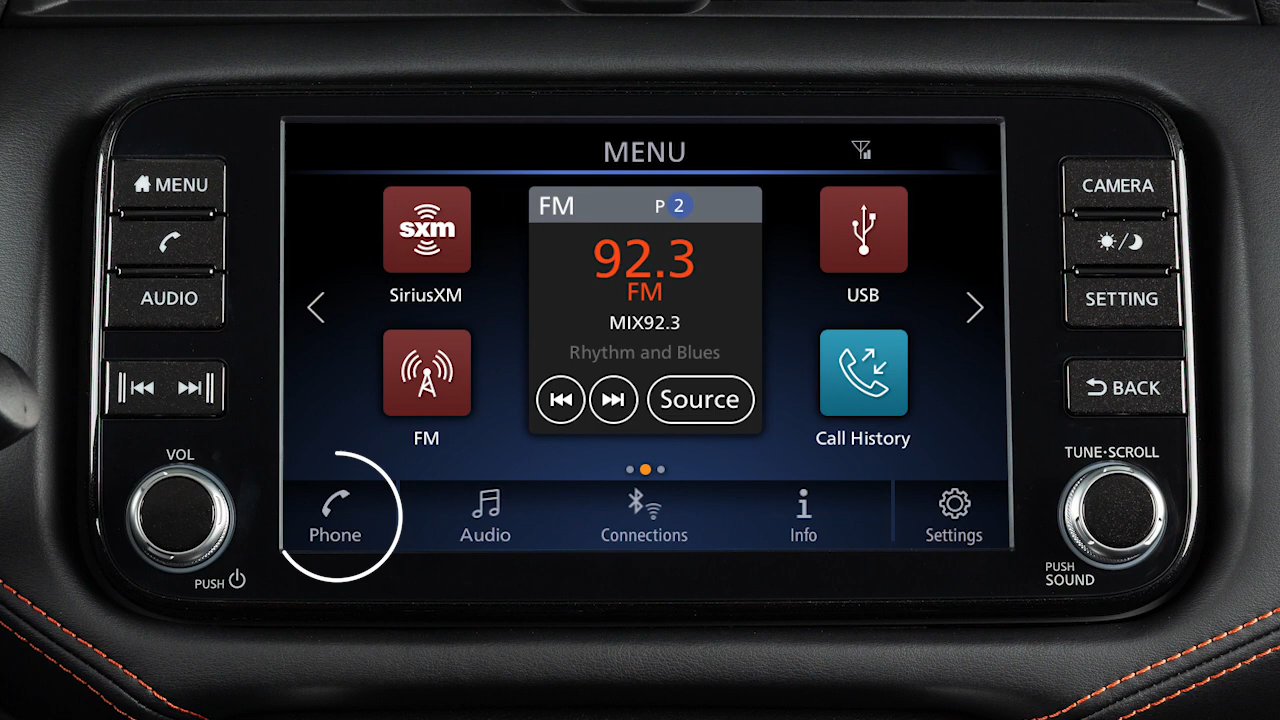 MENU
MENU
CAMERA
AUDIO
SETTING
BACK
VOL
PUSH
TUNE·SCROLL
PUSH
SOUND
sxm
SiriusXM
FM
FM P 2
92.3
FM
MIX92.3
Rhythm and Blues
Source
USB
Call History
Phone
Audio
Connections
Info
Settings